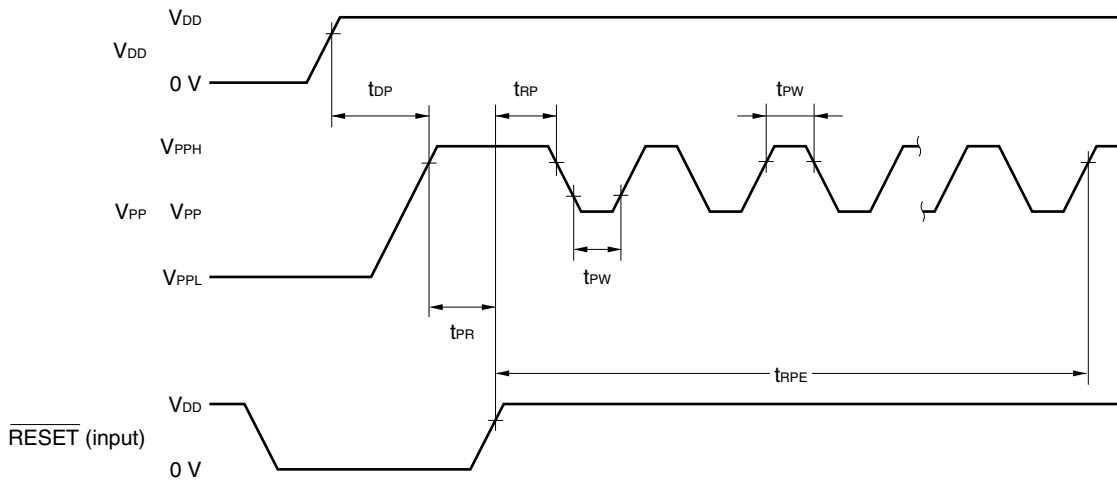 VDD
VDD
0 V
tDP
tRP
tPW
VPPH
VPP VPP
tPW
VPPL
tPR
tRPE
VDD
RESET (input)
0 V